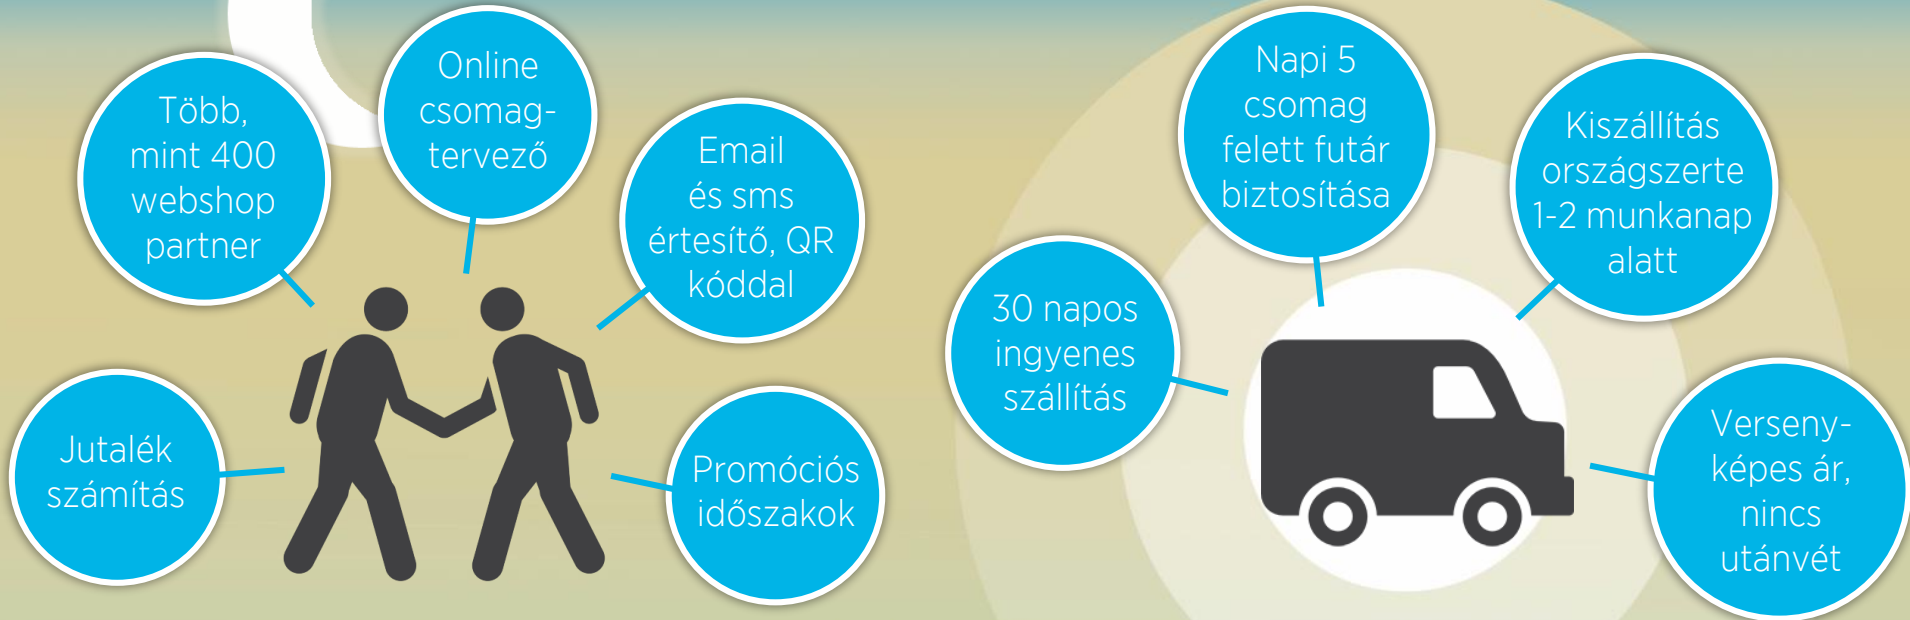 Több,
mint 400
webshop
partner
Online
csomag-
tervező
Email
és sms
értesítő, QR
kóddal
Jutalék
számítás
Promóciós
időszakok
30 napos
ingyenes
szállítás
Napi 5
csomag
felett futár
biztosítása
Kiszállítás
országszerte
1-2 munkanap
alatt
Verseny-
képes ár,
nincs
utánvét